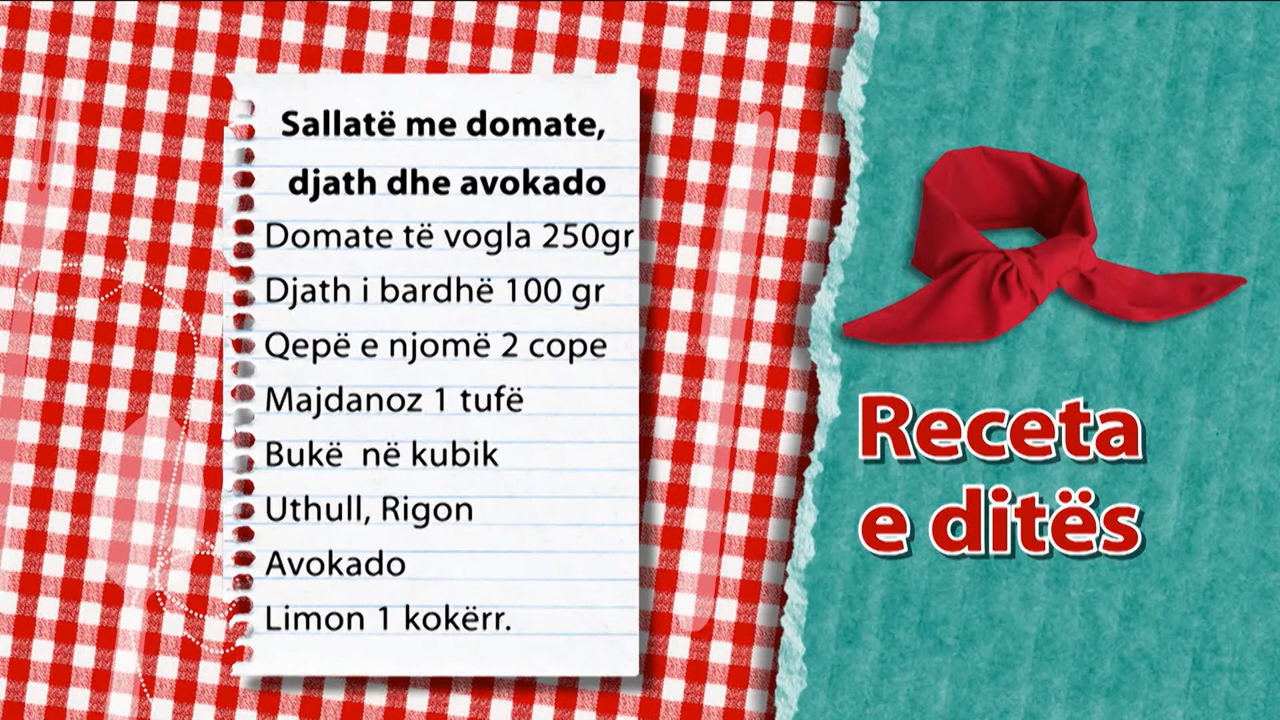 Sallatë me domate,
djath dhe avokado
Domate të vogla 250gr
Djath i bardhë 100 gr
Qepë e njomë 2 cope
Majdanoz 1 tufë
Bukë  në kubik
Uthull, Rigon
Avokado
Limon 1 kokërr.
Receta
e ditës